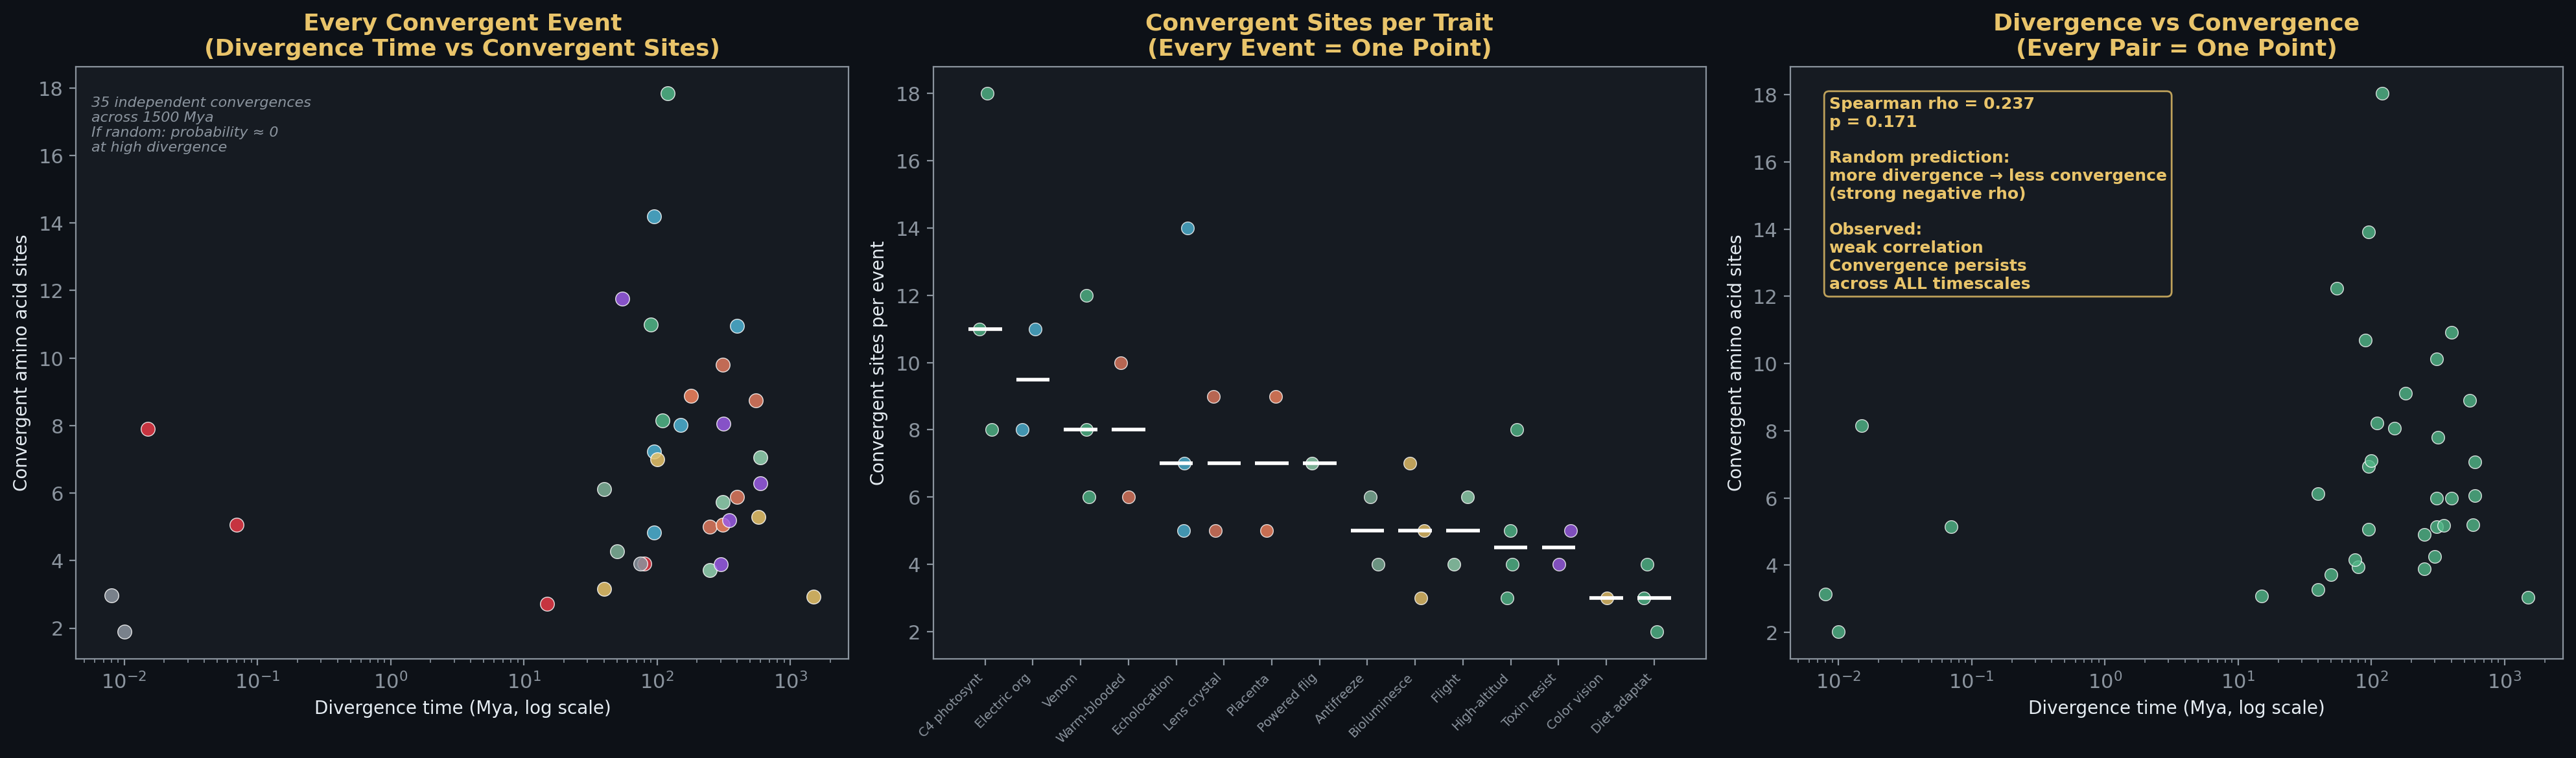 Every Convergent Event
(Divergence Time vs Convergent Sites)
35 independent convergences
across 1500 Mya
If random: probability ≈ 0
at high divergence
Convergent amino acid sites
18
16
14
12
10
8
6
4
2
10⁻²
10⁻¹
10⁰
10¹
10²
10³
Divergence time (Mya, log scale)
Convergent Sites per Trait
(Every Event = One Point)
Convergent sites per event
18
16
14
12
10
8
6
4
2
C4 photosynt
Electric org
Venom
Warm-blooded
Echolocation
Lens crystal
Placenta
Powered flig
Antifreeze
Bioluminesce
Flight
High-altitud
Toxin resist
Color vision
Diet adaptat
Divergence vs Convergence
(Every Pair = One Point)
Spearman rho = 0.237
p = 0.171
Random prediction:
more divergence → less convergence
(strong negative rho)
Observed:
weak correlation
Convergence persists
across ALL timescales
Convergent amino acid sites
18
16
14
12
10
8
6
4
2
10⁻²
10⁻¹
10⁰
10¹
10²
10³
Divergence time (Mya, log scale)